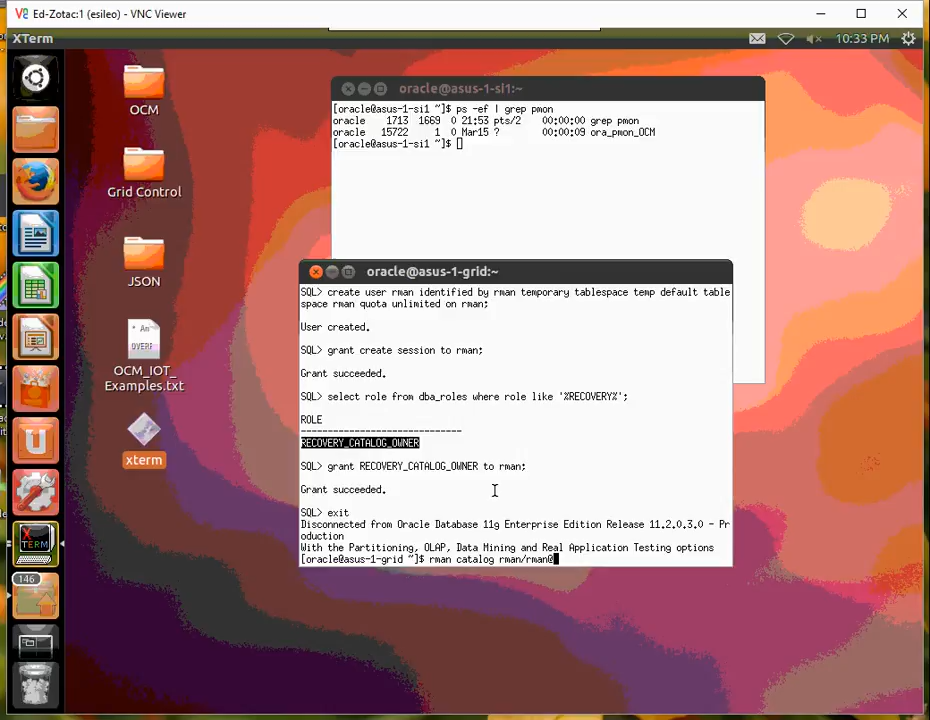 Ed-Zotac:1 (esileo) - VNC Viewer
XTerm
10:33 PM
OCM
Grid Control
JSON
OCM_IOT_
Examples.txt
xterm
146
oracle@asus-1-si1:~
[oracle@asus-1-si1 ~]$ ps -ef | grep pmon
oracle 1713 1669 0 21:53 pts/2 00:00:00 grep pmon
oracle 15722 1 0 Mar15 ? 00:00:09 ora_pmon_OCM
[oracle@asus-1-si1 ~]$
oracle@asus-1-grid:~
SQL> create user rman identified by rman temporary tablespace temp default table
space rman quota unlimited on rman;
User created.
SQL> grant create session to rman;
Grant succeeded.
SQL> select role from dba_roles where role like '%RECOVERY%';
ROLE
------------------------------
RECOVERY_CATALOG_OWNER
SQL> grant RECOVERY_CATALOG_OWNER to rman;
Grant succeeded.
SQL> exit
Disconnected from Oracle Database 11g Enterprise Edition Release 11.2.0.3.0 - Pr
oduction
With the Partitioning, OLAP, Data Mining and Real Application Testing options
[oracle@asus-1-grid ~]$ rman catalog rman/rman@